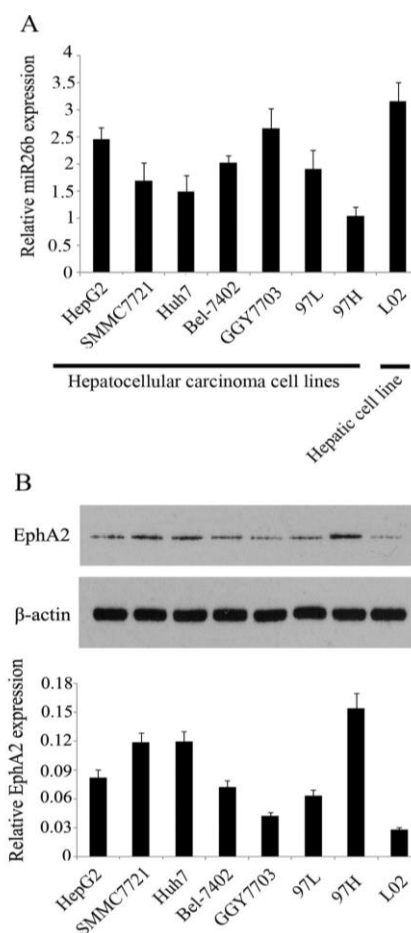 A
Relative miR26b expression
4
3.5
3
2.5
2
1.5
1
0.5
0
HepG2
SMMC7721
Huh7
Bel-7402
GGY7703
97L
97H
L02
Hepatocellular carcinoma cell lines
Hepatic cell line
B
EphA2
β-actin
Relative EphA2 expression
0.18
0.15
0.12
0.09
0.06
0.03
0
HepG2
SMMC7721
Huh7
Bel-7402
GGY7703
97L
97H
L02